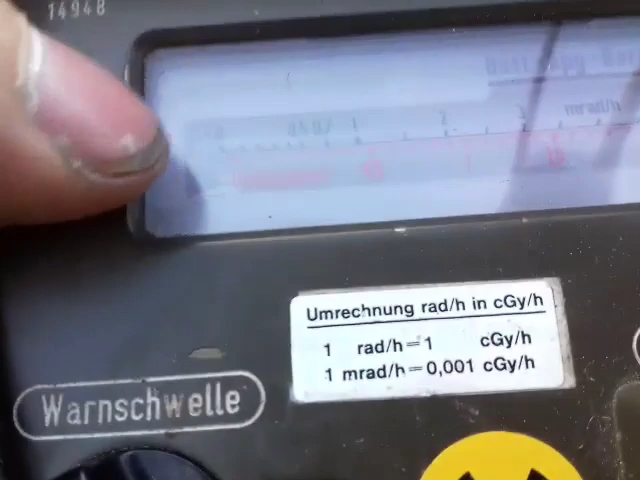 14948
mrad/h
Umrechnung rad/h in cGy/h
1 rad/h=1 cGy/h
1 mrad/h=0,001 cGy/h
Warnschwelle